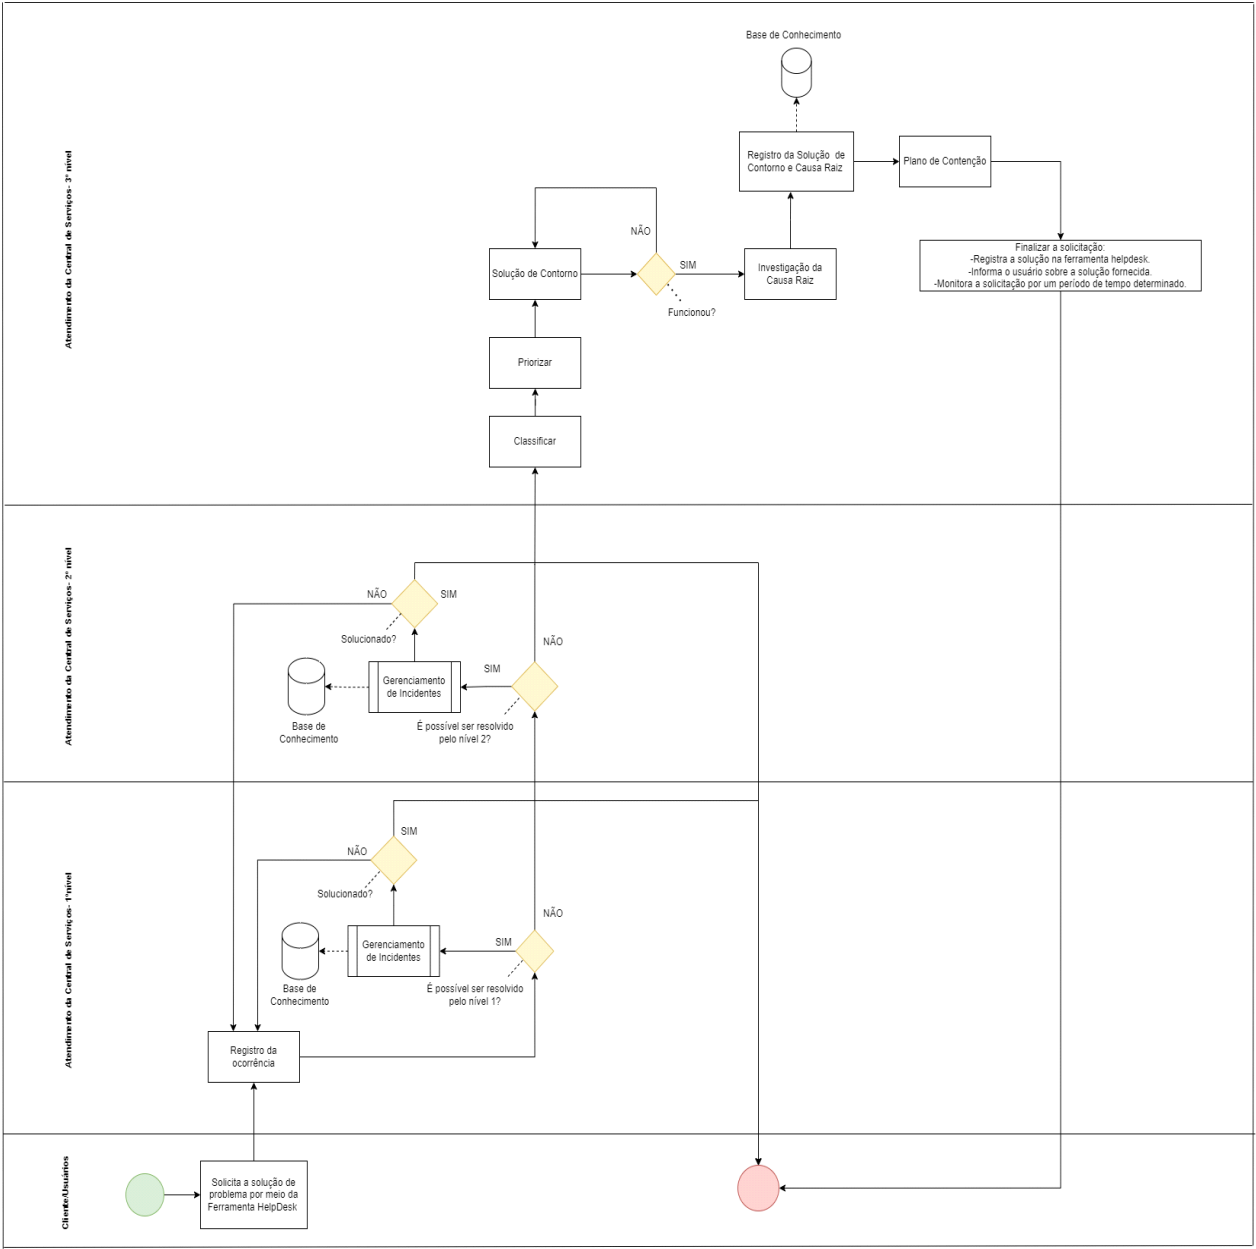 Base de Conhecimento
Atendimento da Central de Serviços- 3° nível
Registro da Solução de
Contorno e Causa Raiz
Plano de Contenção
NÃO
Finalizar a solicitação:
-Registra a solução na ferramenta helpdesk.
-Informa o usuário sobre a solução fornecida.
-Monitora a solicitação por um período de tempo determinado.
Solução de Contorno
SIM
Investigação da
Causa Raiz
Funcionou?
Priorizar
Classificar
Atendimento da Central de Serviços- 2° nível
NÃO
SIM
Solucionado?
NÃO
SIM
Gerenciamento
de Incidentes
Base de
Conhecimento
É possível ser resolvido
pelo nível 2?
Atendimento da Central de Serviços- 1°nível
SIM
NÃO
Solucionado?
NÃO
SIM
Gerenciamento
de Incidentes
Base de
Conhecimento
É possível ser resolvido
pelo nível 1?
Registro da
ocorrência
Cliente/Usuários
Solicita a solução de
problema por meio da
Ferramenta HelpDesk